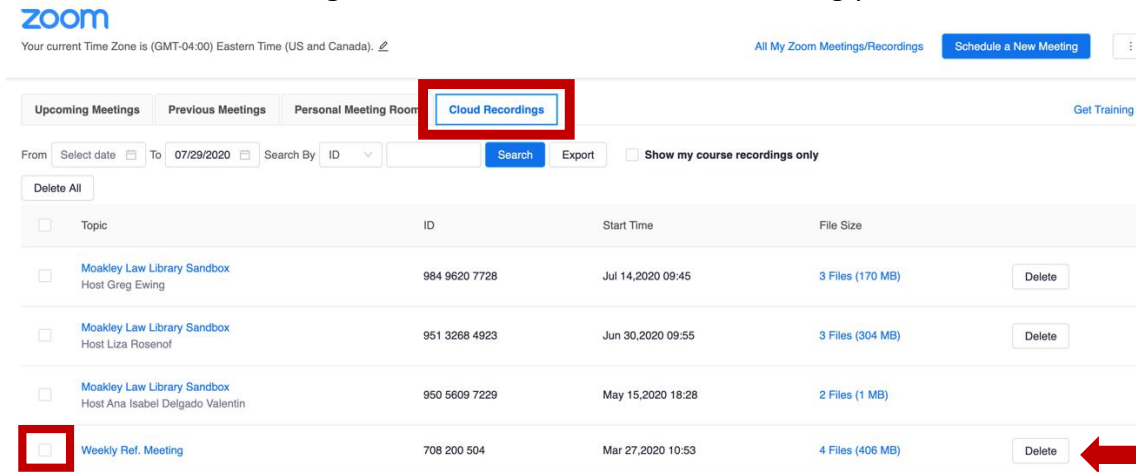 zoom
Your current Time Zone is (GMT-04:00) Eastern Time (US and Canada).
All My Zoom Meetings/Recordings
Schedule a New Meeting
Upcoming Meetings Previous Meetings Personal Meeting Room Cloud Recordings
Get Training
From Select date To 07/29/2020 Search By ID Search Export Show my course recordings only
Delete All
Topic ID Start Time File Size
Moakley Law Library Sandbox 984 9620 7728 Jul 14,2020 09:45 3 Files (170 MB) Delete
Host Greg Ewing
Moakley Law Library Sandbox 951 3268 4923 Jun 30,2020 09:55 3 Files (304 MB) Delete
Host Liza Rosenof
Moakley Law Library Sandbox 950 5609 7229 May 15,2020 18:28 2 Files (1 MB)
Host Ana Isabel Delgado Valentin
Weekly Ref. Meeting 708 200 504 Mar 27,2020 10:53 4 Files (406 MB) Delete